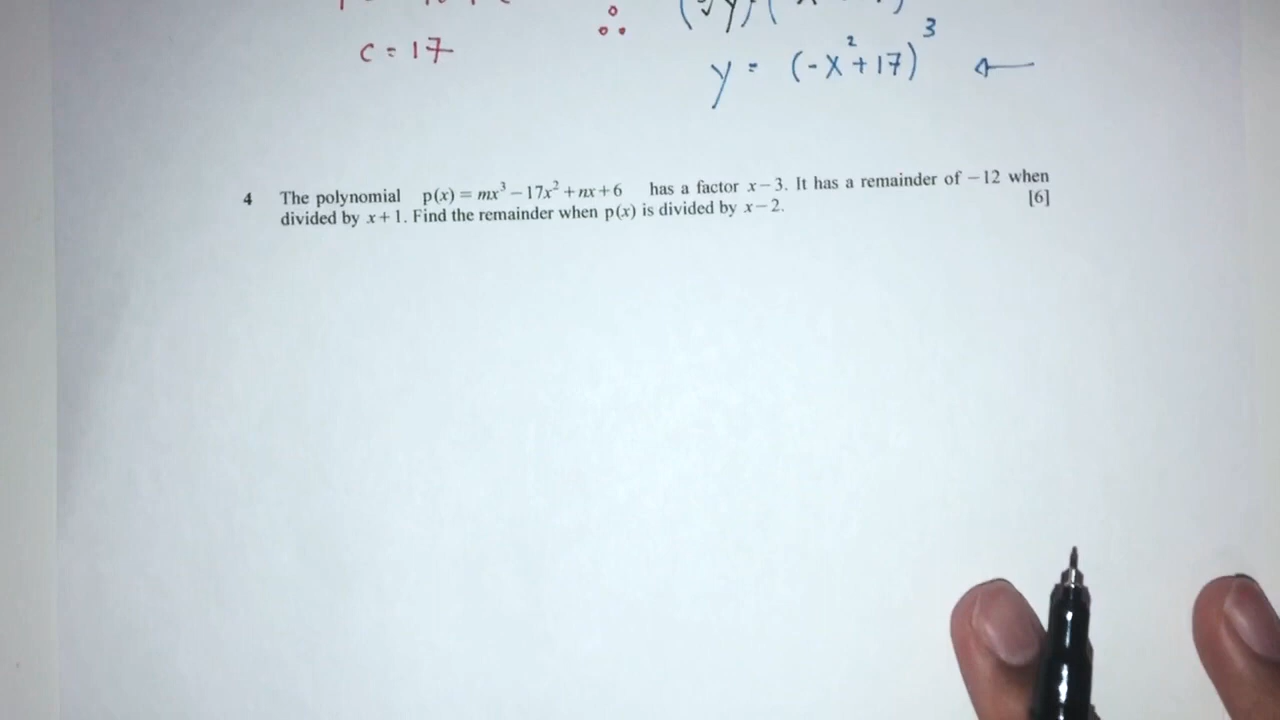 c = 17
y = (-x²+17)³ ←
4 The polynomial p(x) = mx³ − 17x² + nx + 6 has a factor x − 3. It has a remainder of −12 when
divided by x + 1. Find the remainder when p(x) is divided by x − 2. [6]